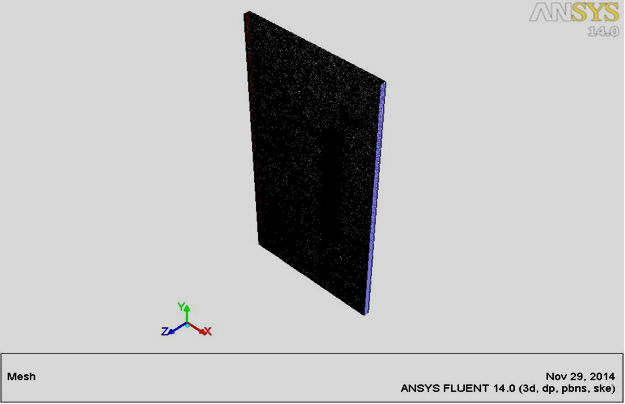 ANSYS
14.0
Y
Z
X
Mesh
Nov 29, 2014
ANSYS FLUENT 14.0 (3d, dp, pbns, ske)